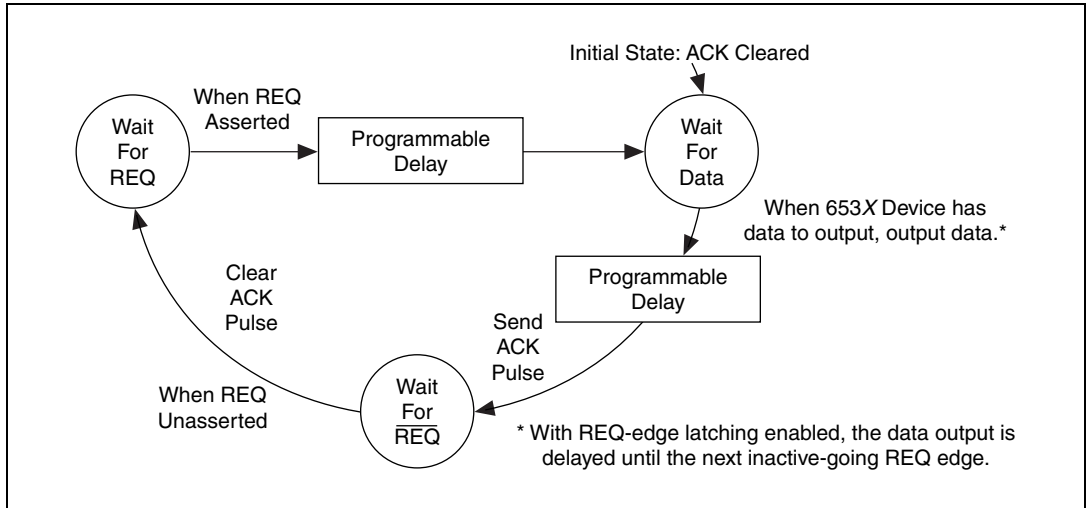 Initial State: ACK Cleared
Wait
For
REQ
When REQ
Asserted
Programmable
Delay
Wait
For
Data
When 653X Device has
data to output, output data.*
Programmable
Delay
Send
ACK
Pulse
Wait
For
REQ
When REQ
Unasserted
Clear
ACK
Pulse
* With REQ-edge latching enabled, the data output is
delayed until the next inactive-going REQ edge.